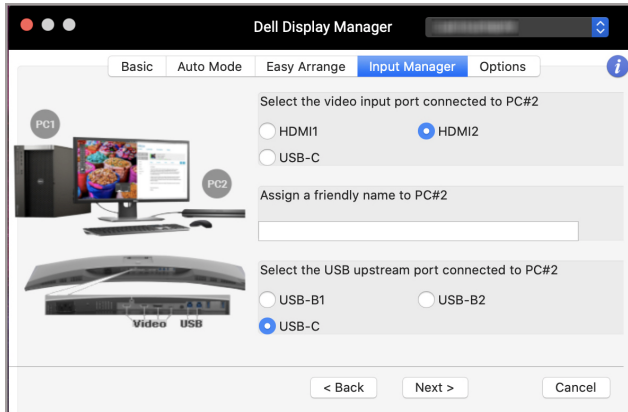 Dell Display Manager
Basic Auto Mode Easy Arrange Input Manager Options i
Select the video input port connected to PC#2
HDMI1 HDMI2
USB-C
PC1
PC2
Assign a friendly name to PC#2
Select the USB upstream port connected to PC#2
USB-B1 USB-B2
USB-C
Video USB
< Back Next > Cancel